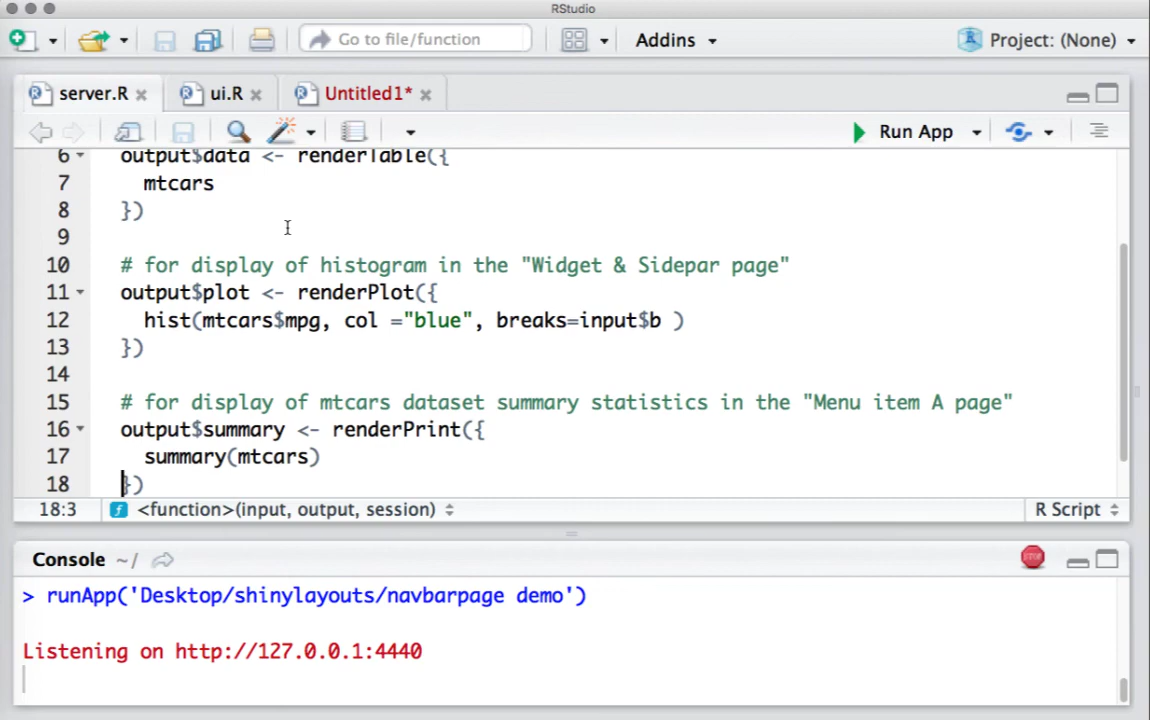 RStudio
Go to file/function
Addins
Project: (None)
server.R
ui.R
Untitled1*
Run App
6 output$data <- renderTable({
7 mtcars
8 })
9
10 # for display of histogram in the "Widget & Sidepar page"
11 output$plot <- renderPlot({
12 hist(mtcars$mpg, col ="blue", breaks=input$b )
13 })
14
15 # for display of mtcars dataset summary statistics in the "Menu item A page"
16 output$summary <- renderPrint({
17 summary(mtcars)
18 })
18:3 <function>(input, output, session) R Script
Console ~/
STOP
> runApp('Desktop/shinylayouts/navbarpage demo')
Listening on http://127.0.0.1:4440